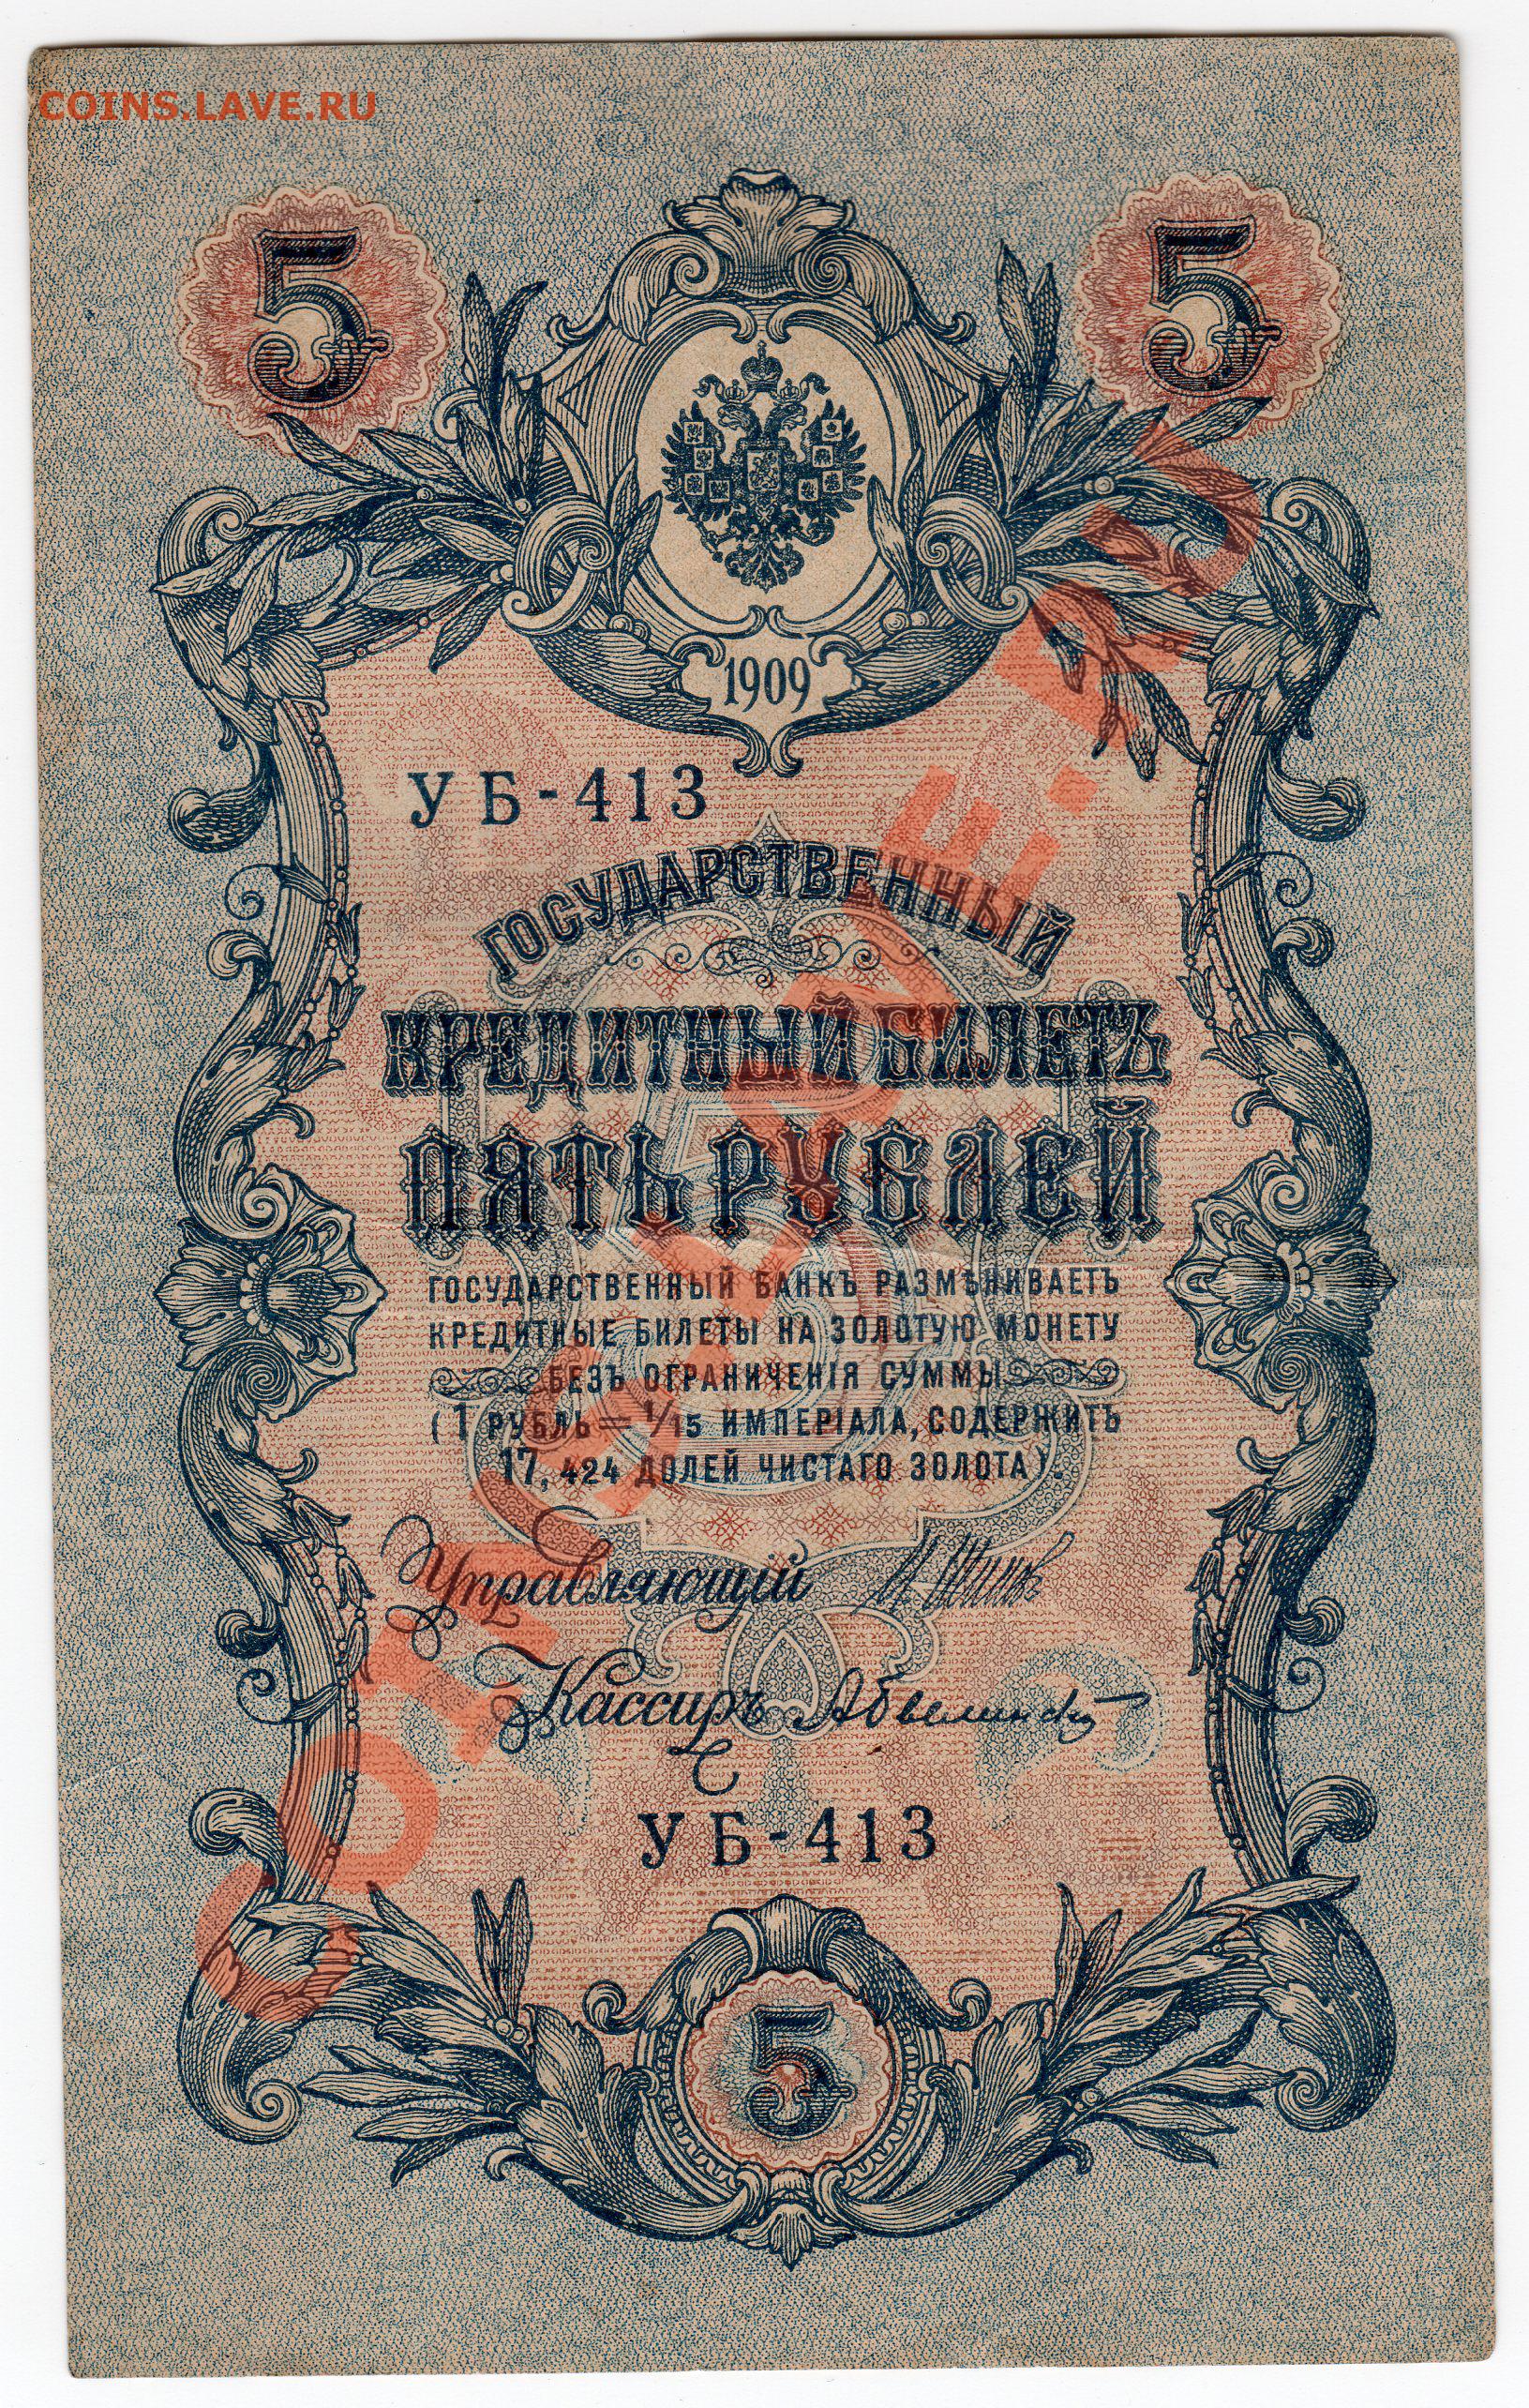 COINS.LAVE.RU
5 5
1909
УБ-413
ГОСУДАРСТВЕННЫЙ
КРЕДИТНЫЙ БИЛЕТЪ
ПЯТЬ РУБЛЕЙ
ГОСУДАРСТВЕННЫЙ БАНКЪ РАЗМѢНИВАЕТЪ
КРЕДИТНЫЕ БИЛЕТЫ НА ЗОЛОТУЮ МОНЕТУ
БЕЗЪ ОГРАНИЧЕНІЯ СУММЫ
(1 РУБЛЬ = 1/15 ИМПЕРІАЛА, СОДЕРЖИТЪ
17,424 ДОЛЕЙ ЧИСТАГО ЗОЛОТА).
Управляющій
Кассиръ
УБ-413
5
COINS.LAVE.RU